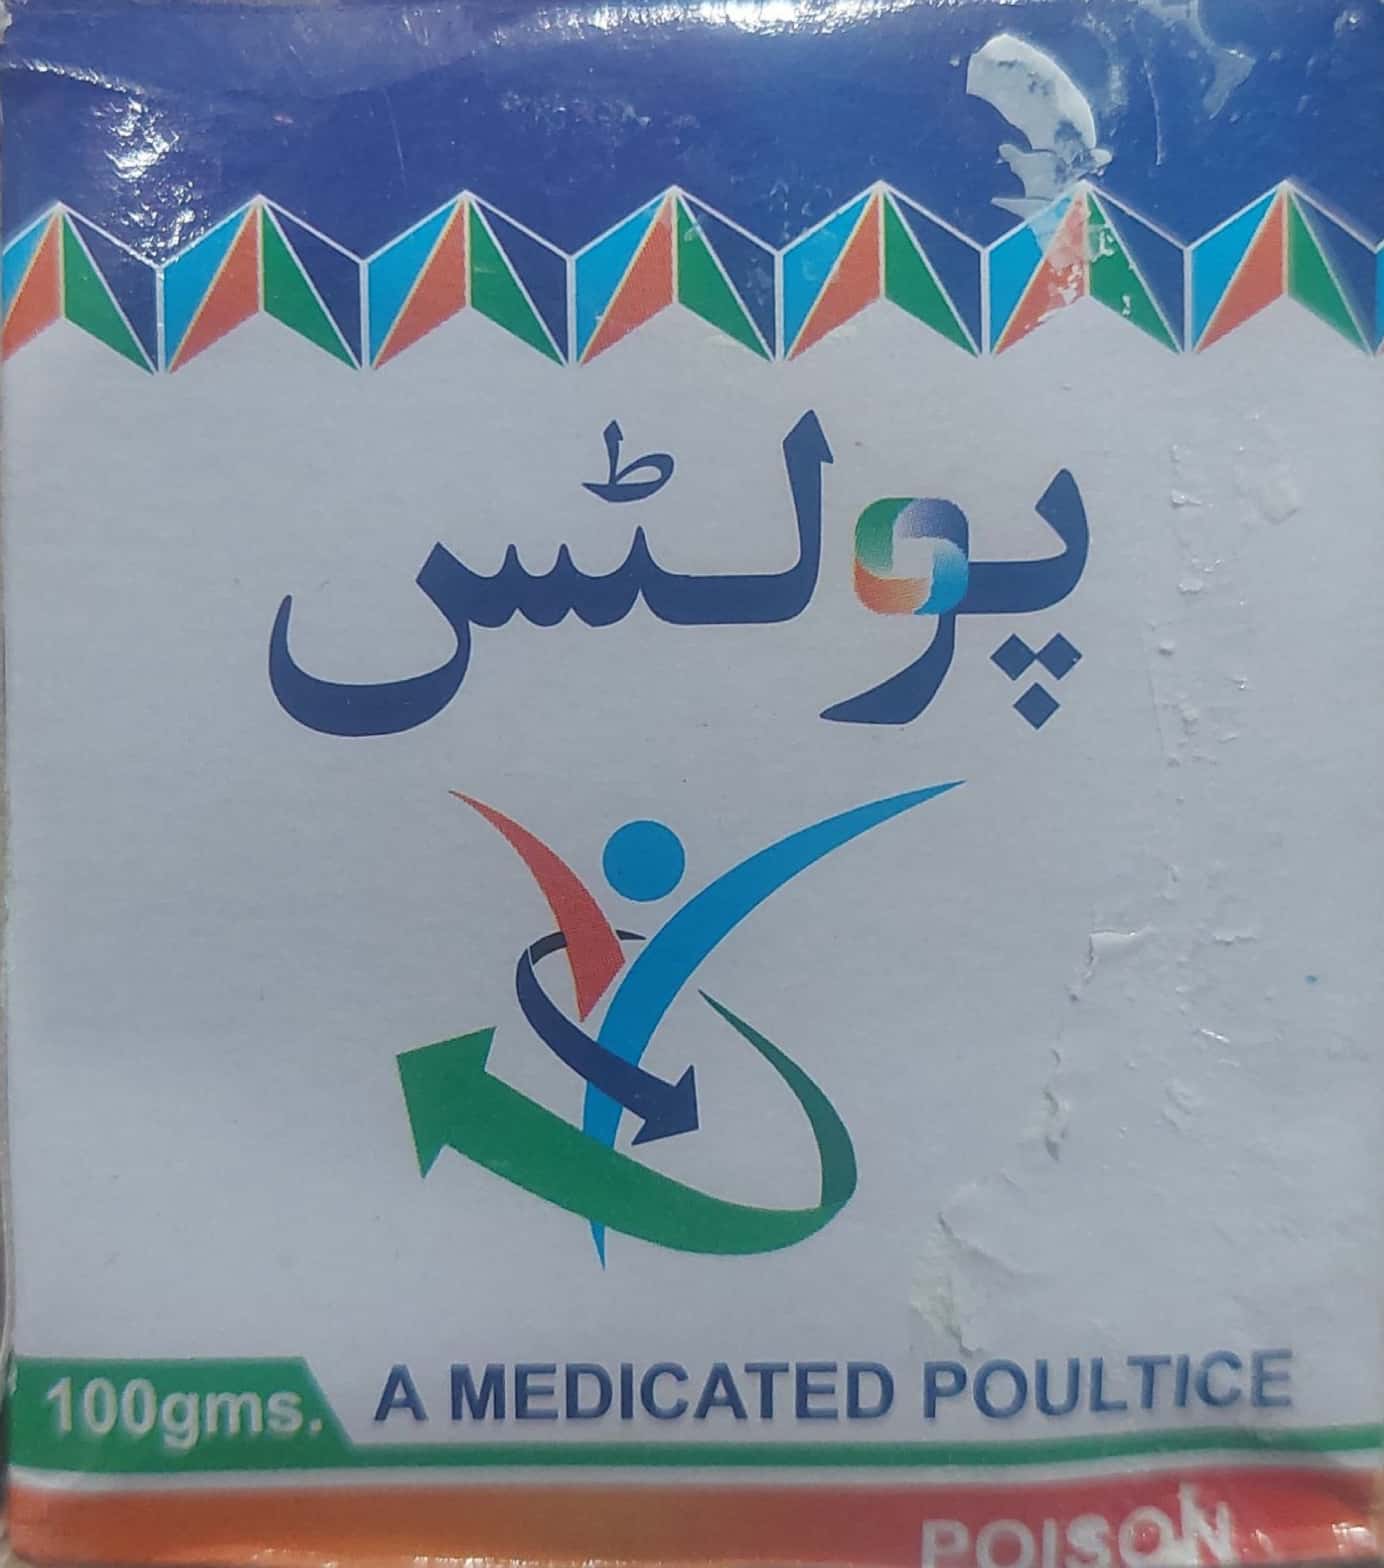 پولٹس
100gms.
A MEDICATED POULTICE
POISON